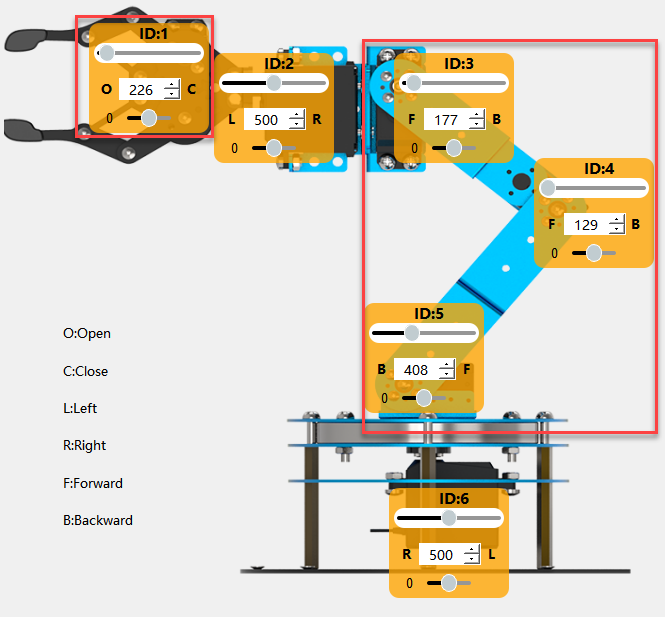 ID:1
O 226 C
0
ID:2
L 500 R
0
ID:3
F 177 B
0
ID:4
F 129 B
0
O:Open
C:Close
L:Left
R:Right
F:Forward
B:Backward
ID:5
B 408 F
0
ID:6
R 500 L
0